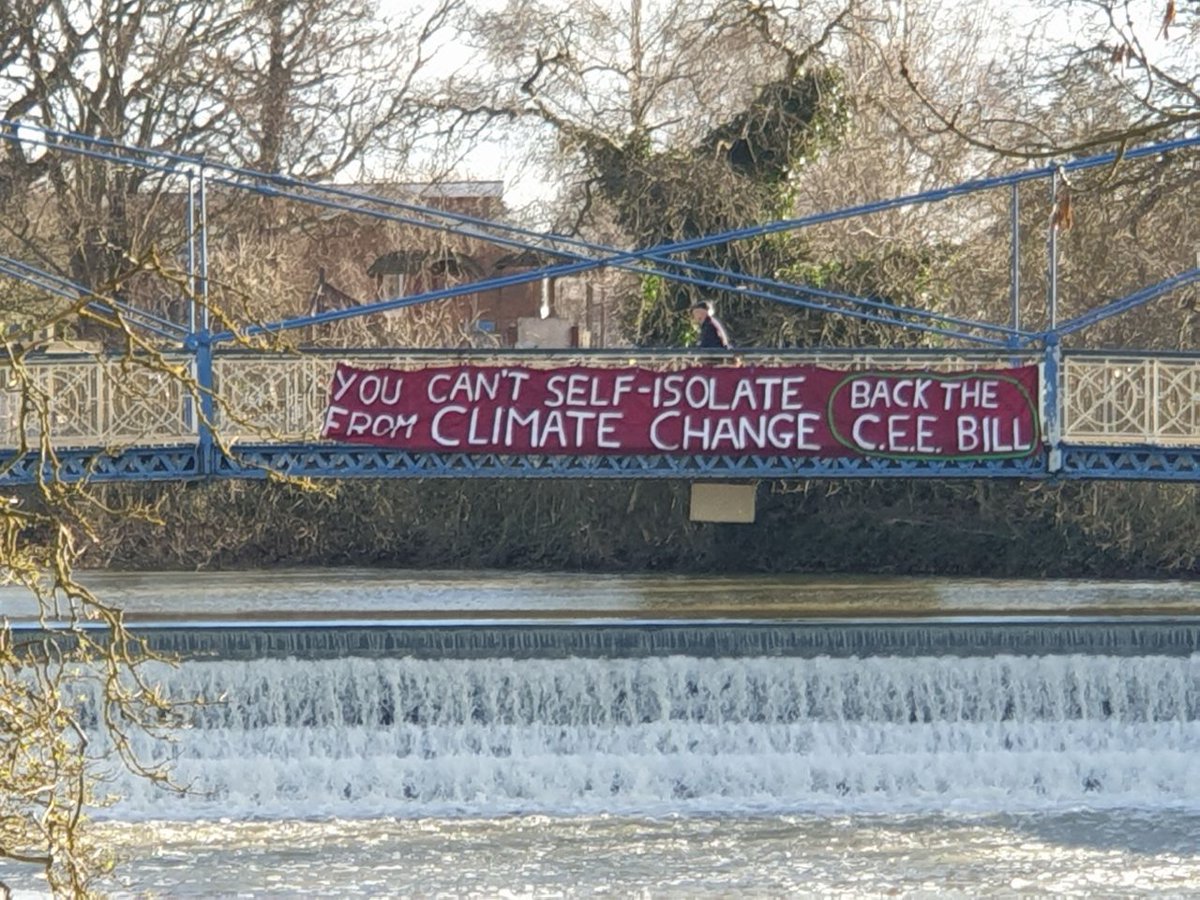 YOU CAN'T SELF-ISOLATE
FROM CLIMATE CHANGE
BACK THE
C.E.E. BILL